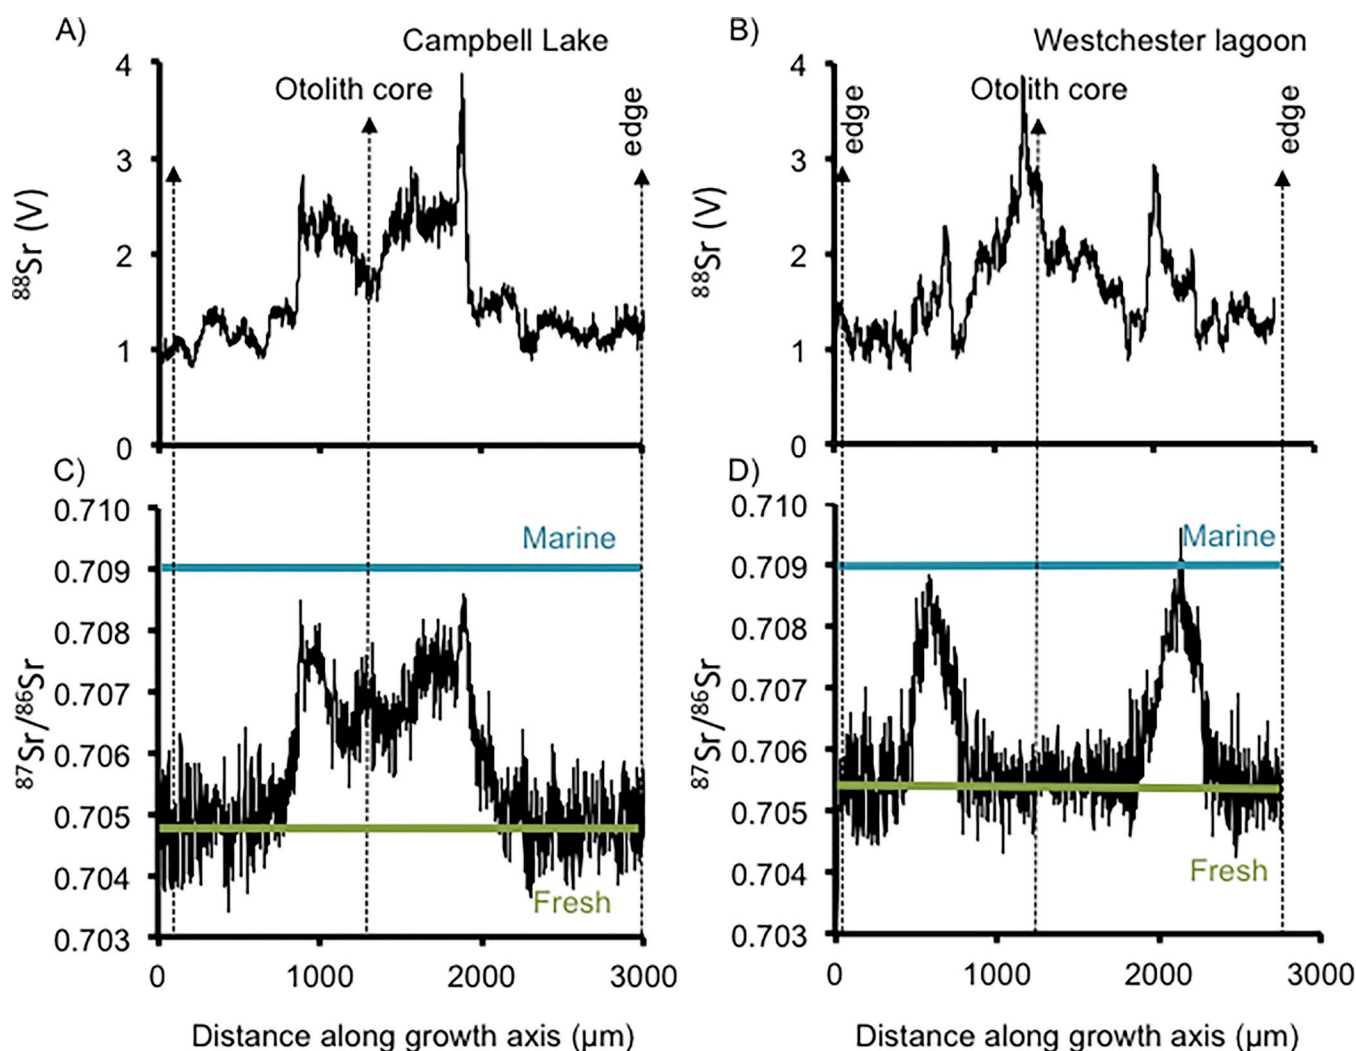 A)
Campbell Lake
4
3
2
1
0
⁸⁸Sr (V)
Otolith core
edge
B)
Westchester lagoon
4
3
2
1
0
⁸⁸Sr (V)
edge
Otolith core
edge
C)
0.710
0.709
0.708
0.707
0.706
0.705
0.704
0.703
⁸⁷Sr/⁸⁶Sr
Marine
Fresh
0
1000
2000
3000
Distance along growth axis (µm)
D)
0.710
0.709
0.708
0.707
0.706
0.705
0.704
0.703
⁸⁷Sr/⁸⁶Sr
Marine
Fresh
0
1000
2000
3000
Distance along growth axis (µm)